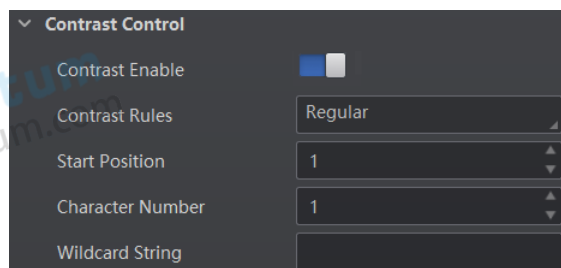 Contrast Control
Contrast Enable
Contrast Rules Regular
Start Position 1
Character Number 1
Wildcard String